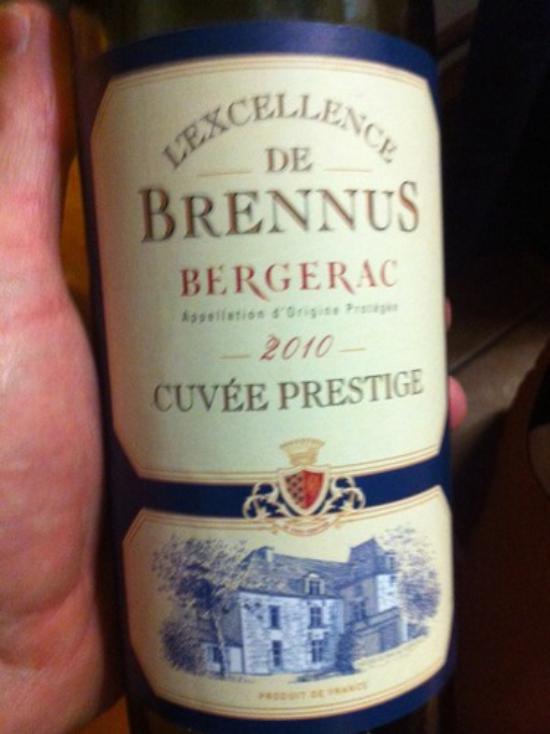 L'EXCELLENCE
DE
BRENNUS
BERGERAC
Appellation d'Origine Protégée
2010
CUVÉE PRESTIGE
PRODUIT DE FRANCE